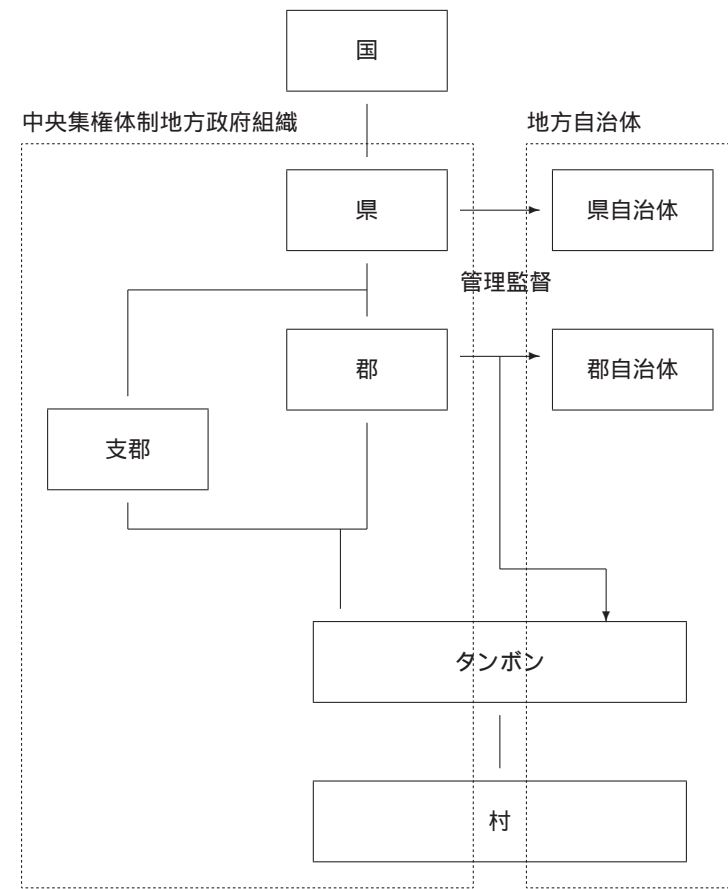 国
中央集権体制地方政府組織
地方自治体
県
県自治体
管理監督
郡
郡自治体
支郡
タンボン
村